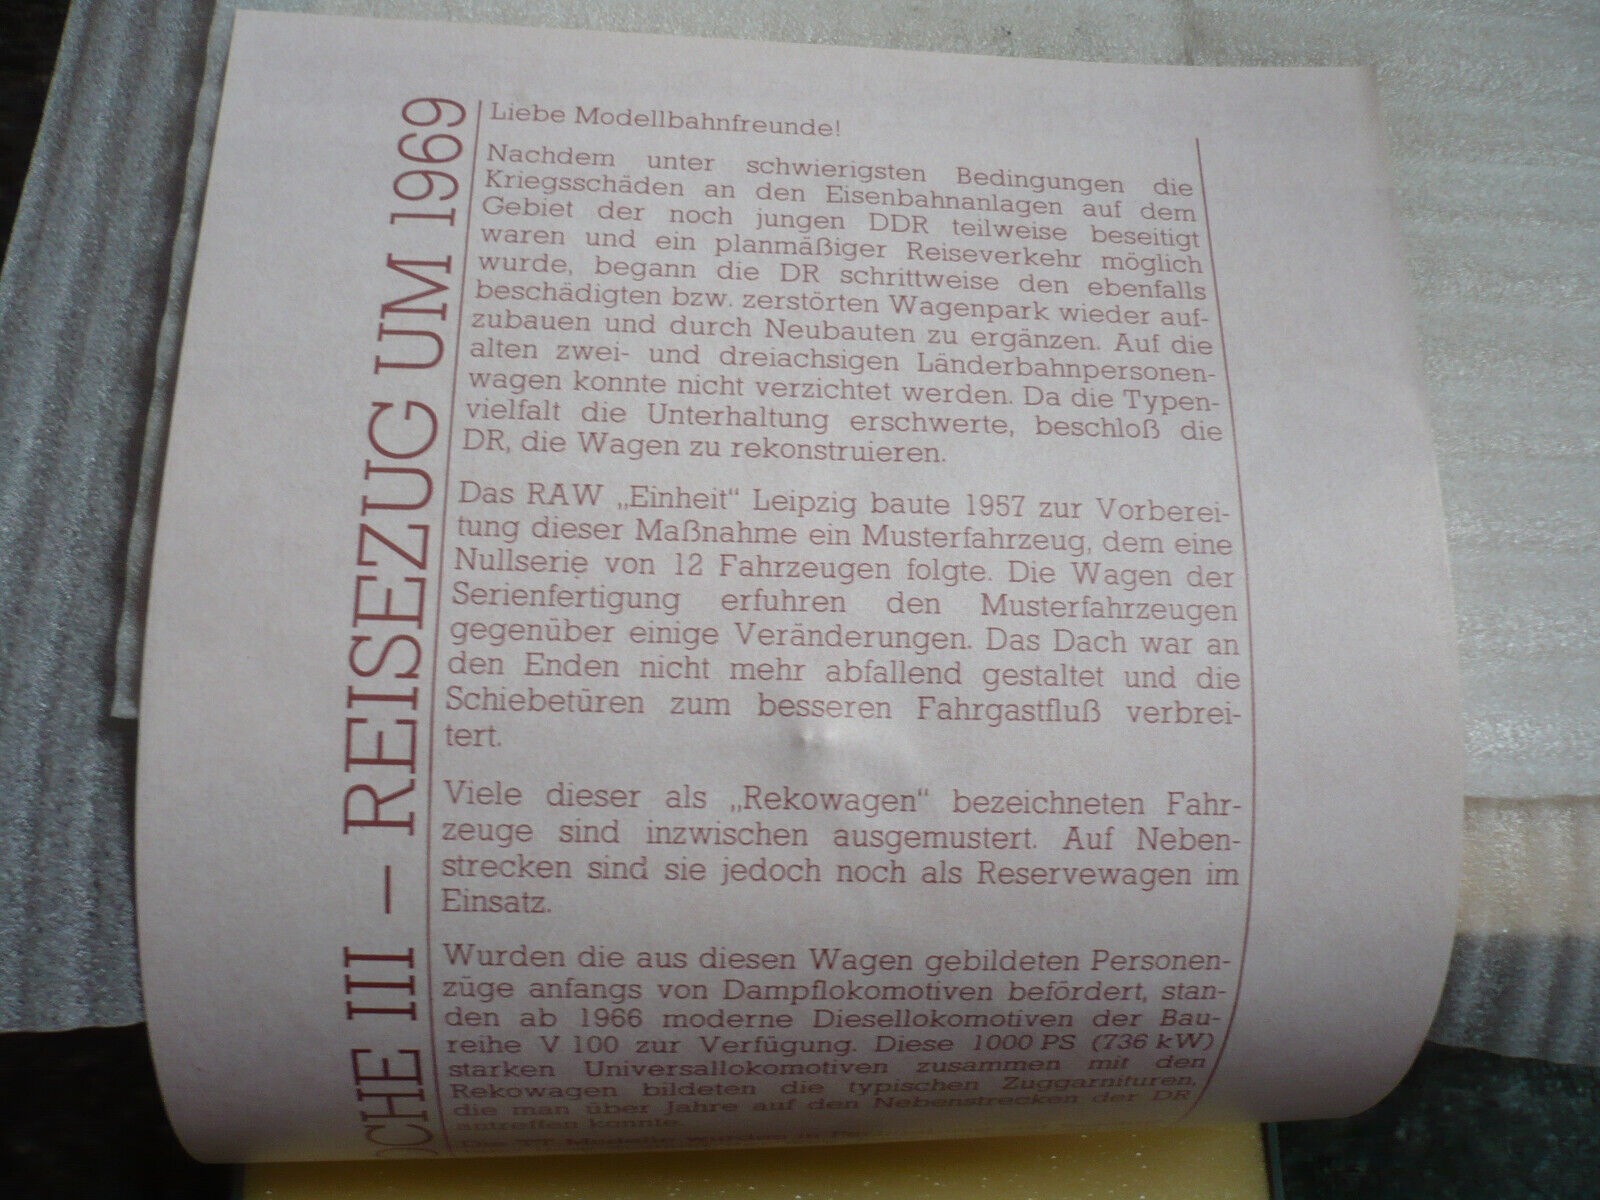 OCHE III – REISEZUG UM 1969
Liebe Modellbahnfreunde!
Nachdem unter schwierigsten Bedingungen die
Kriegsschäden an den Eisenbahnanlagen auf dem
Gebiet der noch jungen DDR teilweise beseitigt
waren und ein planmäßiger Reiseverkehr möglich
wurde, begann die DR schrittweise den ebenfalls
beschädigten bzw. zerstörten Wagenpark wieder auf-
zubauen und durch Neubauten zu ergänzen. Auf die
alten zwei- und dreiachsigen Länderbahnpersonen-
wagen konnte nicht verzichtet werden. Da die Typen-
vielfalt die Unterhaltung erschwerte, beschloß die
DR, die Wagen zu rekonstruieren.
Das RAW „Einheit“ Leipzig baute 1957 zur Vorberei-
tung dieser Maßnahme ein Musterfahrzeug, dem eine
Nullserie von 12 Fahrzeugen folgte. Die Wagen der
Serienfertigung erfuhren den Musterfahrzeugen
gegenüber einige Veränderungen. Das Dach war an
den Enden nicht mehr abfallend gestaltet und die
Schiebetüren zum besseren Fahrgastfluß verbrei-
tert.
Viele dieser als „Rekowagen“ bezeichneten Fahr-
zeuge sind inzwischen ausgemustert. Auf Neben-
strecken sind sie jedoch noch als Reservewagen im
Einsatz.
Wurden die aus diesen Wagen gebildeten Personen-
züge anfangs von Dampflokomotiven befördert, stan-
den ab 1966 moderne Diesellokomotiven der Bau-
reihe V 100 zur Verfügung. Diese 1000 PS (736 kW)
starken Universallokomotiven zusammen mit den
Rekowagen bildeten die typischen Zuggarnituren,
die man über Jahre auf den Nebenstrecken der DR
antreffen konnte.
Die TT Modelle wurden in